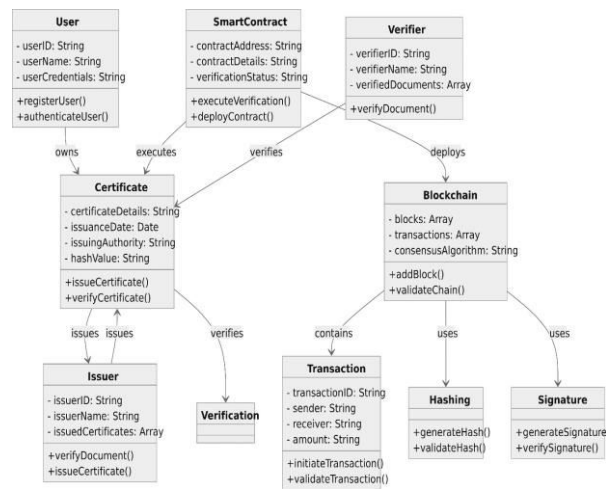 User
- userID: String
- userName: String
- userCredentials: String
+registerUser()
+authenticateUser()
SmartContract
- contractAddress: String
- contractDetails: String
- verificationStatus: String
+executeVerification()
+deployContract()
Verifier
- verifierID: String
- verifierName: String
- verifiedDocuments: Array
+verifyDocument()
owns
executes
verifies
deploys
Certificate
- certificateDetails: String
- issuanceDate: Date
- issuingAuthority: String
- hashValue: String
+issueCertificate()
+verifyCertificate()
Blockchain
- blocks: Array
- transactions: Array
- consensusAlgorithm: String
+addBlock()
+validateChain()
issues
issues
verifies
contains
uses
uses
Issuer
- issuerID: String
- issuerName: String
- issuedCertificates: Array
+verifyDocument()
+issueCertificate()
Verification
Transaction
- transactionID: String
- sender: String
- receiver: String
- amount: String
+initiateTransaction()
+validateTransaction()
Hashing
+generateHash()
+validateHash()
Signature
+generateSignature
+verifySignature()